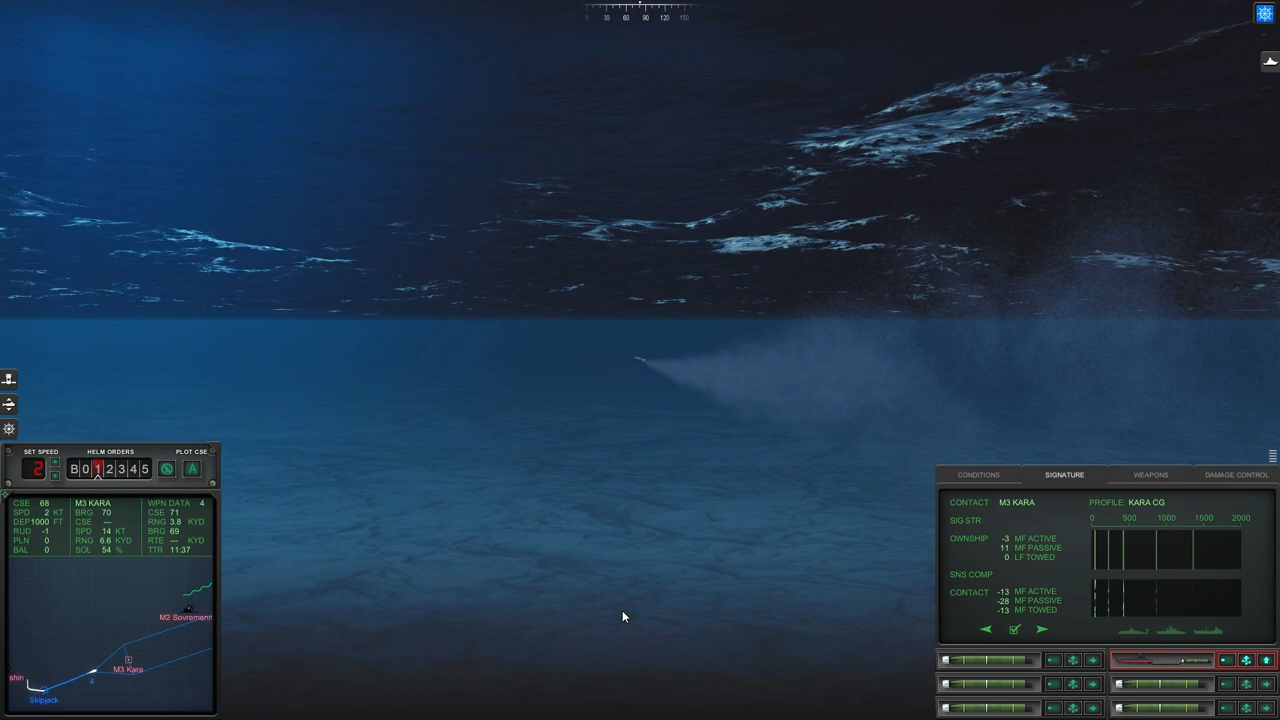 0 30 60 90 120 150
SET SPEED HELM ORDERS PLOT CSE
2 B 0 1 2 3 4 5 A
CSE 68 M3 KARA WPN DATA 4
SPD 2 KT BRG 70 CSE 71
DEP 1000 FT CSE --- RNG 3.8 KYD
RUD -1 SPD 14 KT BRG 69
PLN 0 RNG 6.6 KYD RTE --- KYD
BAL 0 SOL 54 % TTR 11:37
M2 Sovremenn
M3 Kara
shin
4
Skipjack
CONDITIONS SIGNATURE WEAPONS DAMAGE CONTROL
CONTACT M3 KARA PROFILE: KARA CG
SIG STR 0 500 1000 1500 2000
OWNSHIP -3 MF ACTIVE
11 MF PASSIVE
0 LF TOWED
SNS COMP
CONTACT -13 MF ACTIVE
-28 MF PASSIVE
-13 MF TOWED